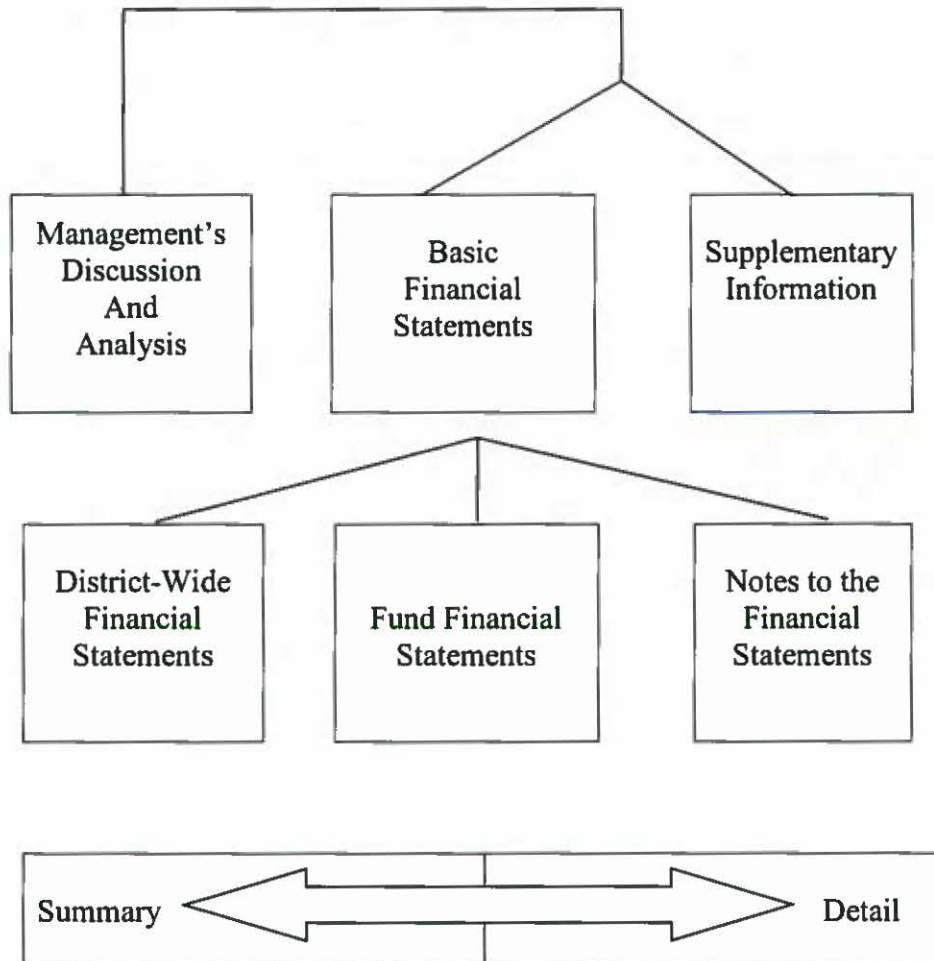 Management's
Discussion
And
Analysis
Basic
Financial
Statements
Supplementary
Information
District-Wide
Financial
Statements
Fund Financial
Statements
Notes to the
Financial
Statements
Summary
Detail